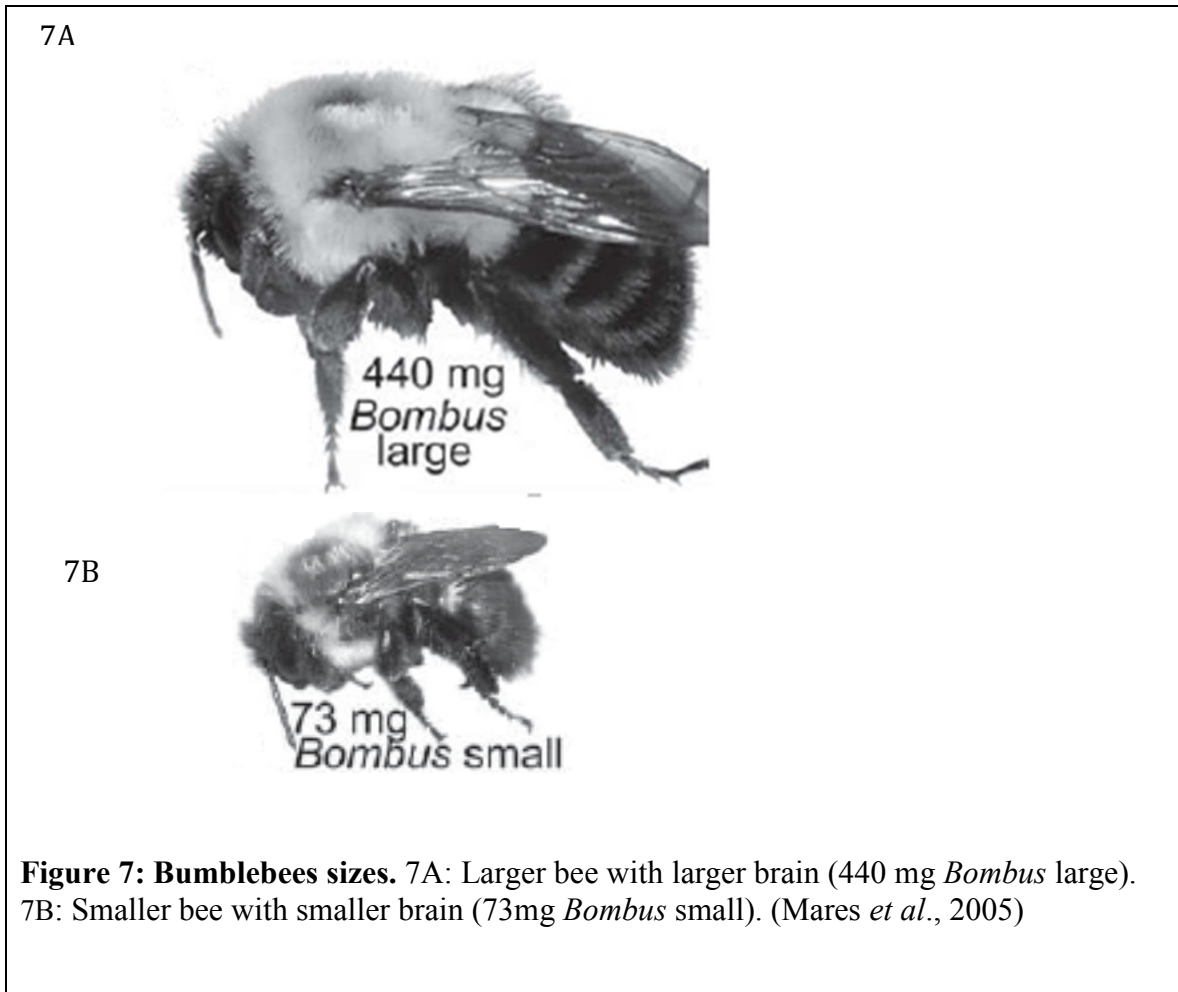 7A
440 mg
Bombus
large
7B
73 mg
Bombus small
Figure 7: Bumblebees sizes. 7A: Larger bee with larger brain (440 mg Bombus large).
7B: Smaller bee with smaller brain (73mg Bombus small). (Mares et al., 2005)